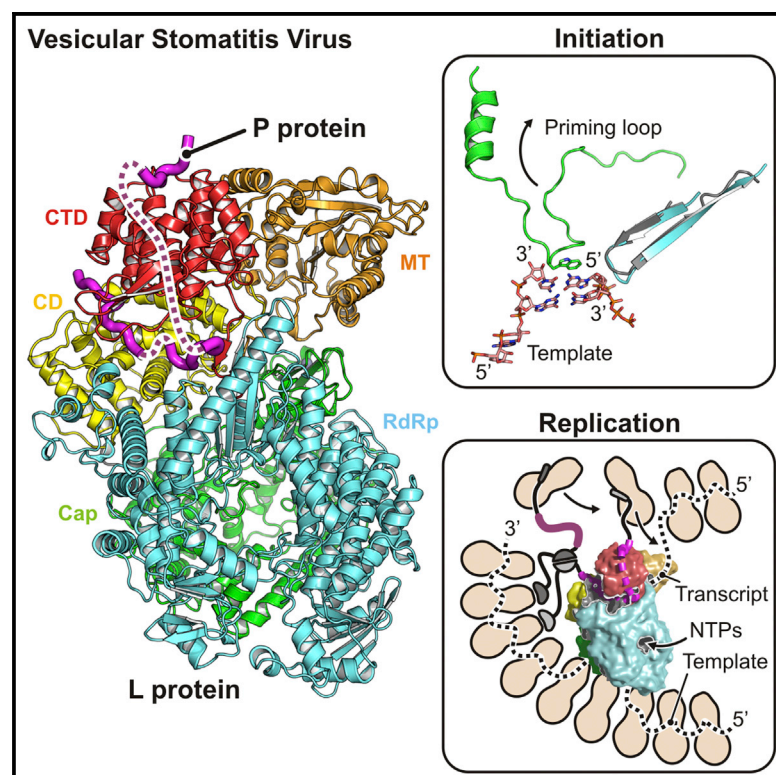 Vesicular Stomatitis Virus
P protein
CTD
MT
CD
RdRp
Cap
L protein
Initiation
Priming loop
3'
5'
3'
Template
5'
Replication
5'
3'
Transcript
NTPs
Template
5'